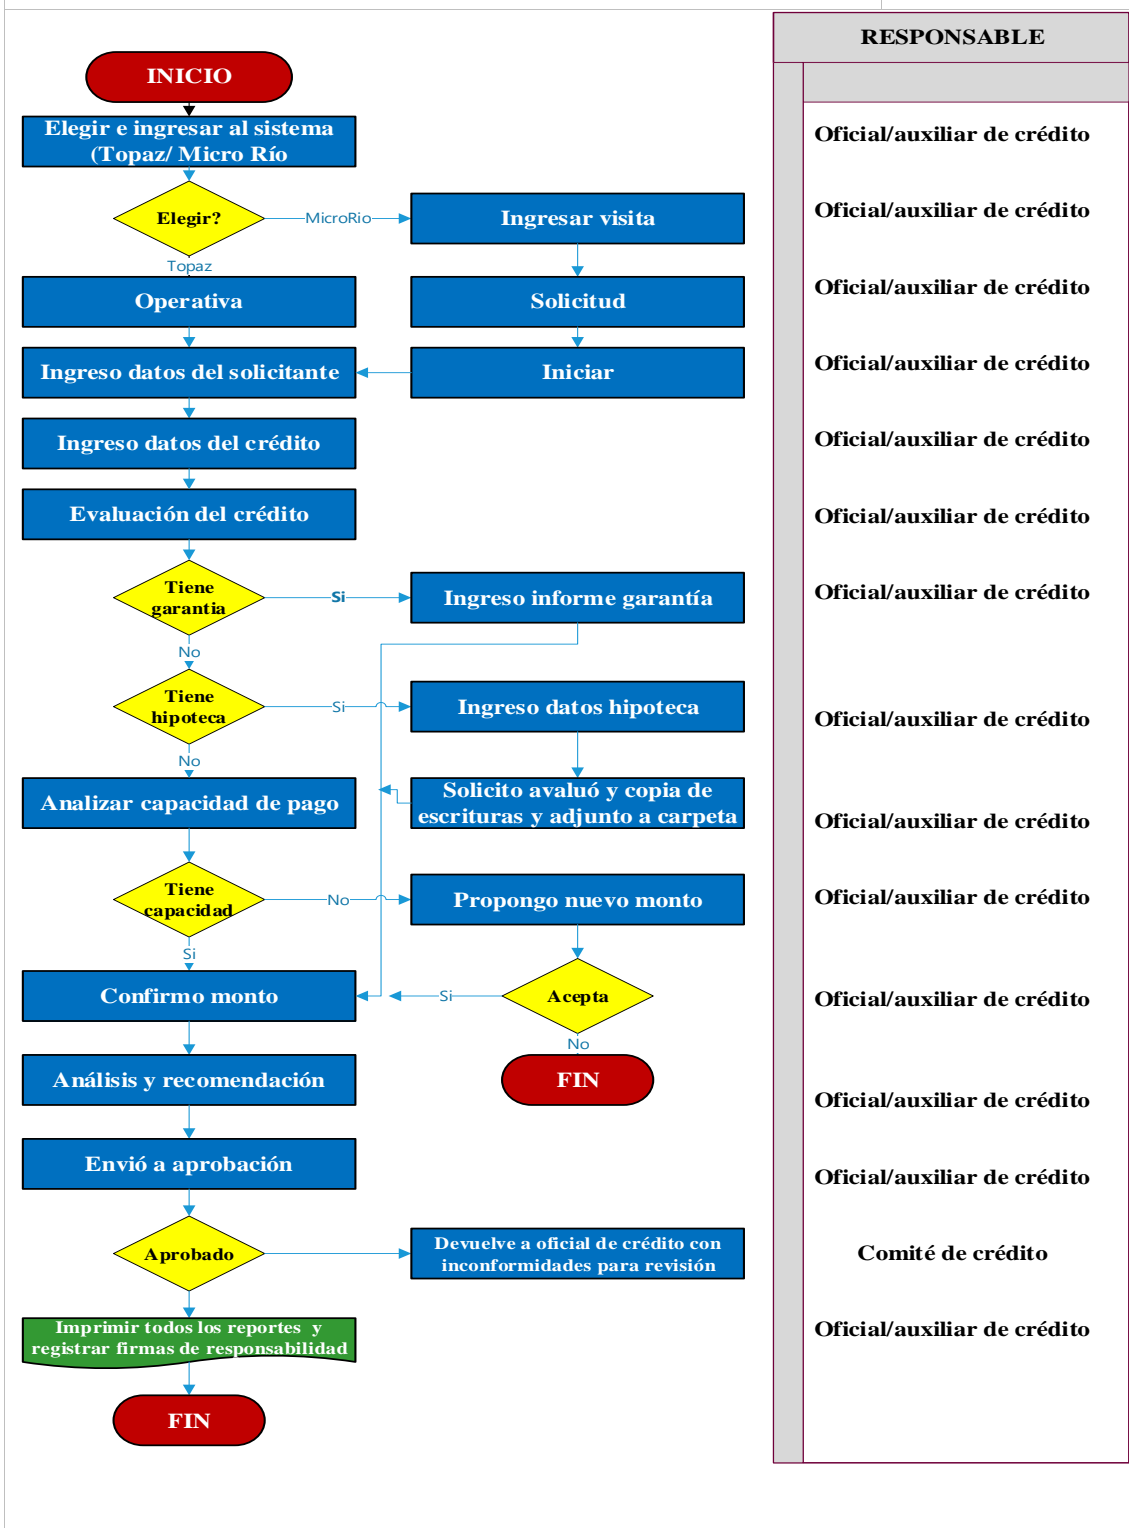 RESPONSABLE
INICIO
Elegir e ingresar al sistema
(Topaz/ Micro Río
Oficial/auxiliar de crédito
Elegir?
MicroRio
Ingresar visita
Oficial/auxiliar de crédito
Topaz
Operativa
Solicitud
Oficial/auxiliar de crédito
Ingreso datos del solicitante
Iniciar
Oficial/auxiliar de crédito
Ingreso datos del crédito
Oficial/auxiliar de crédito
Evaluación del crédito
Oficial/auxiliar de crédito
Tiene
garantia
Si
Ingreso informe garantía
Oficial/auxiliar de crédito
No
Tiene
hipoteca
Si
Ingreso datos hipoteca
Oficial/auxiliar de crédito
No
Analizar capacidad de pago
Solicito avaluó y copia de
escrituras y adjunto a carpeta
Oficial/auxiliar de crédito
Tiene
capacidad
No
Propongo nuevo monto
Oficial/auxiliar de crédito
Si
Confirmo monto
Si
Acepta
Oficial/auxiliar de crédito
No
FIN
Análisis y recomendación
Oficial/auxiliar de crédito
Envió a aprobación
Oficial/auxiliar de crédito
Aprobado
Devuelve a oficial de crédito con
inconformidades para revisión
Comité de crédito
Imprimir todos los reportes y
registrar firmas de responsabilidad
Oficial/auxiliar de crédito
FIN